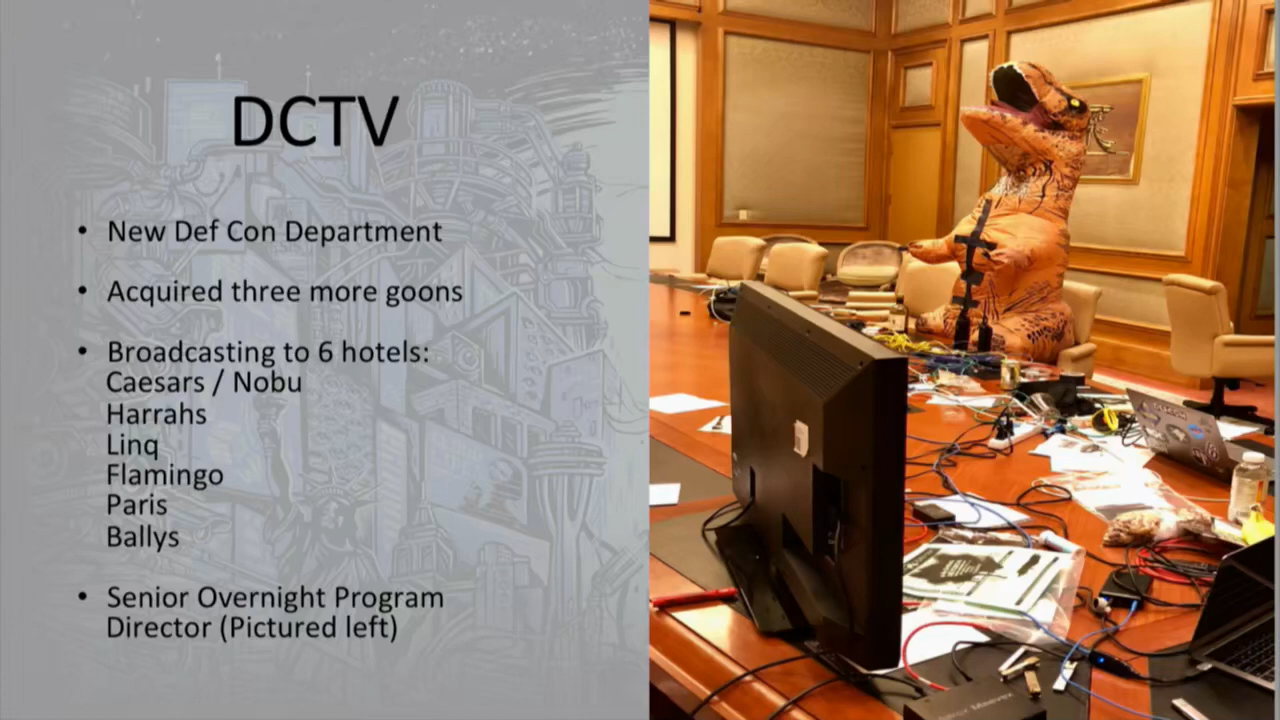 DCTV
• New Def Con Department
• Acquired three more goons
• Broadcasting to 6 hotels:
Caesars / Nobu
Harrahs
Linq
Flamingo
Paris
Ballys
• Senior Overnight Program
Director (Pictured left)